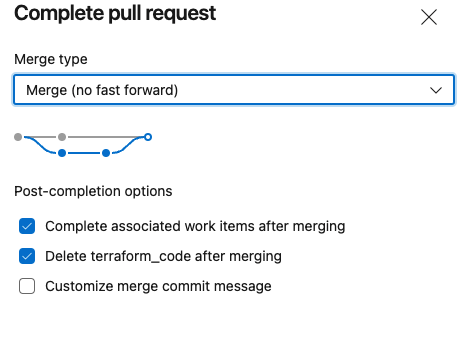 Complete pull request
Merge type
Merge (no fast forward)
Post-completion options
Complete associated work items after merging
Delete terraform_code after merging
Customize merge commit message